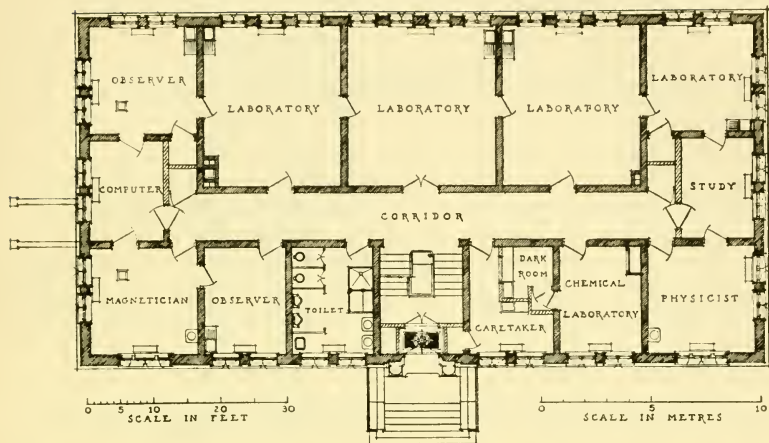 OBSERVER
LABORATORY
LABORATORY
LABORATORY
LABORATORY
COMPUTER
STUDY
CORRIDOR
MAGNETICIAN
OBSERVER
TOILET
DARK
ROOM
CARETAKER
CHEMICAL
LABORATORY
PHYSICIST
0 5 10 20 30
SCALE IN FEET
0 5 10
SCALE IN METRES